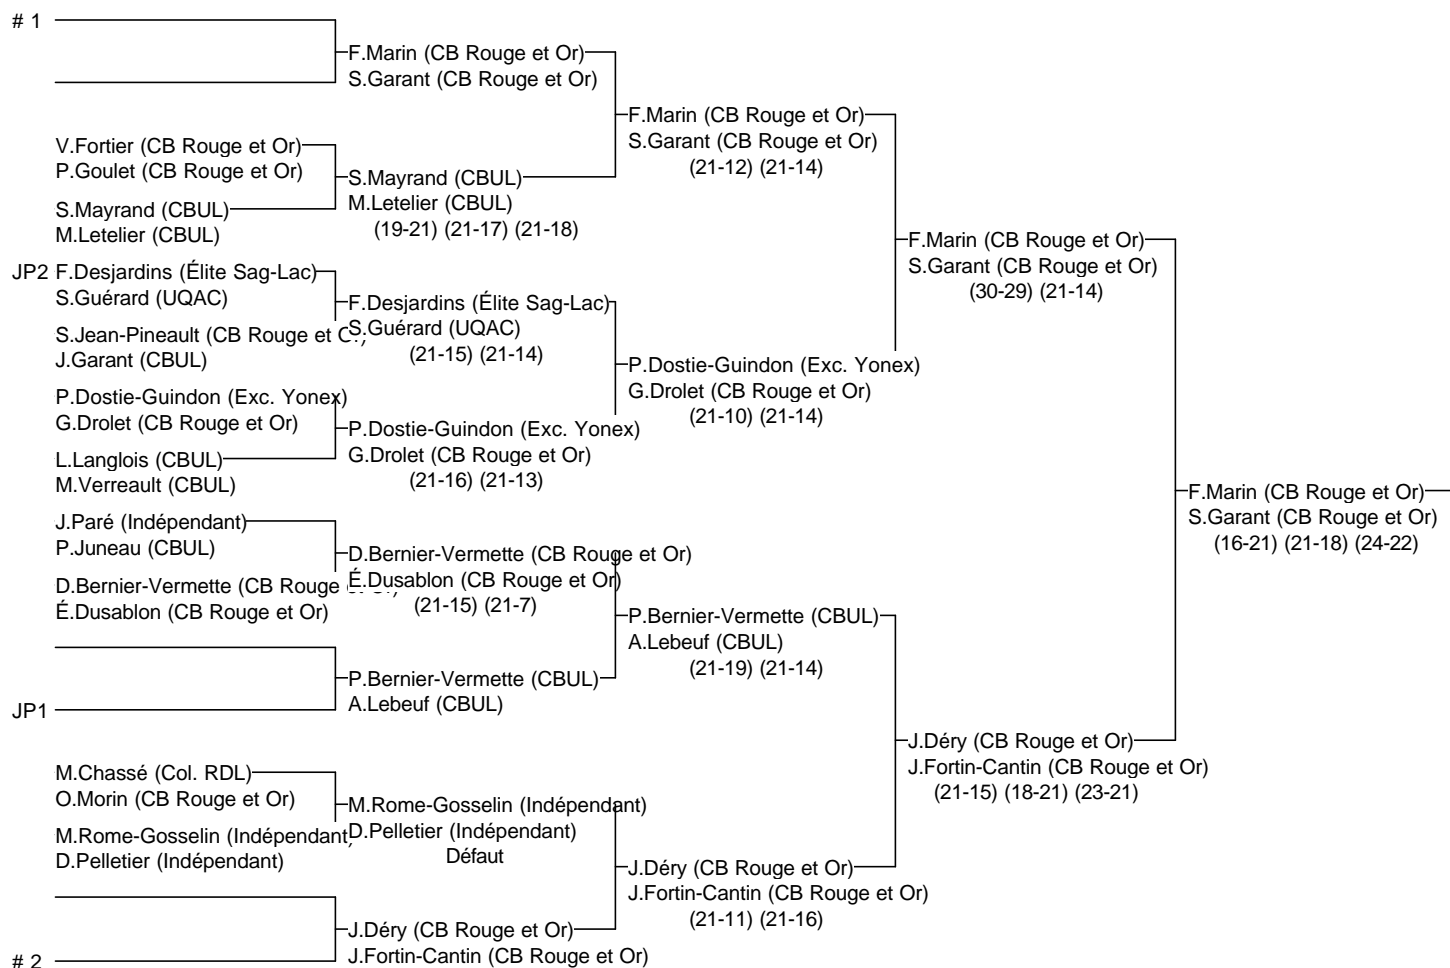 # 1
F.Marin (CB Rouge et Or)
S.Garant (CB Rouge et Or)
V.Fortier (CB Rouge et Or)
P.Goulet (CB Rouge et Or)
S.Mayrand (CBUL)
M.Letelier (CBUL)
S.Mayrand (CBUL)
M.Letelier (CBUL)
(19-21) (21-17) (21-18)
F.Marin (CB Rouge et Or)
S.Garant (CB Rouge et Or)
(21-12) (21-14)
JP2 F.Desjardins (Élite Sag-Lac)
S.Guérard (UQAC)
S.Jean-Pineault (CB Rouge et Or)
J.Garant (CBUL)
F.Desjardins (Élite Sag-Lac)
S.Guérard (UQAC)
(21-15) (21-14)
P.Dostie-Guindon (Exc. Yonex)
G.Drolet (CB Rouge et Or)
L.Langlois (CBUL)
M.Verreault (CBUL)
P.Dostie-Guindon (Exc. Yonex)
G.Drolet (CB Rouge et Or)
(21-16) (21-13)
P.Dostie-Guindon (Exc. Yonex)
G.Drolet (CB Rouge et Or)
(21-10) (21-14)
F.Marin (CB Rouge et Or)
S.Garant (CB Rouge et Or)
(30-29) (21-14)
J.Paré (Indépendant)
P.Juneau (CBUL)
D.Bernier-Vermette (CB Rouge et Or)
É.Dusablon (CB Rouge et Or)
D.Bernier-Vermette (CB Rouge et Or)
É.Dusablon (CB Rouge et Or)
(21-15) (21-7)
JP1
P.Bernier-Vermette (CBUL)
A.Lebeuf (CBUL)
P.Bernier-Vermette (CBUL)
A.Lebeuf (CBUL)
(21-19) (21-14)
M.Chassé (Col. RDL)
O.Morin (CB Rouge et Or)
M.Rome-Gosselin (Indépendant)
D.Pelletier (Indépendant)
M.Rome-Gosselin (Indépendant)
D.Pelletier (Indépendant)
Défaut
# 2
J.Déry (CB Rouge et Or)
J.Fortin-Cantin (CB Rouge et Or)
J.Déry (CB Rouge et Or)
J.Fortin-Cantin (CB Rouge et Or)
(21-11) (21-16)
J.Déry (CB Rouge et Or)
J.Fortin-Cantin (CB Rouge et Or)
(21-15) (18-21) (23-21)
F.Marin (CB Rouge et Or)
S.Garant (CB Rouge et Or)
(16-21) (21-18) (24-22)